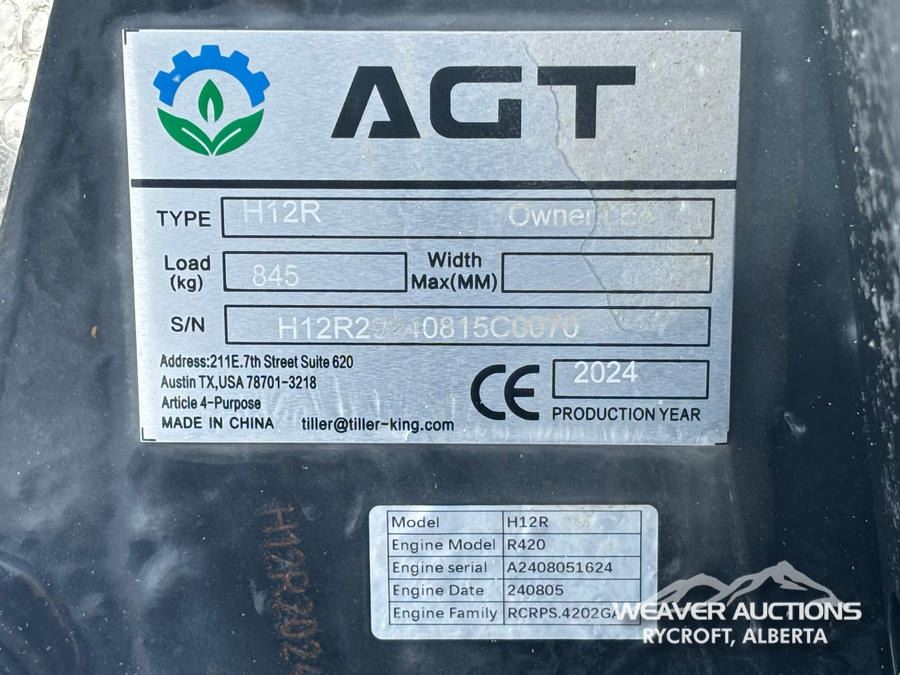 AGT
TYPE H12R Owner
Load (kg) 845 Width Max(MM)
S/N H12R20240815C0070
Address:211E.7th Street Suite 620
Austin TX,USA 78701-3218
Article 4-Purpose
MADE IN CHINA tiller@tiller-king.com
CE 2024
PRODUCTION YEAR
Model H12R
Engine Model R420
Engine serial A2408051624
Engine Date 240805
Engine Family
H12R2024
WEAVER AUCTIONS
RYCROFT, ALBERTA